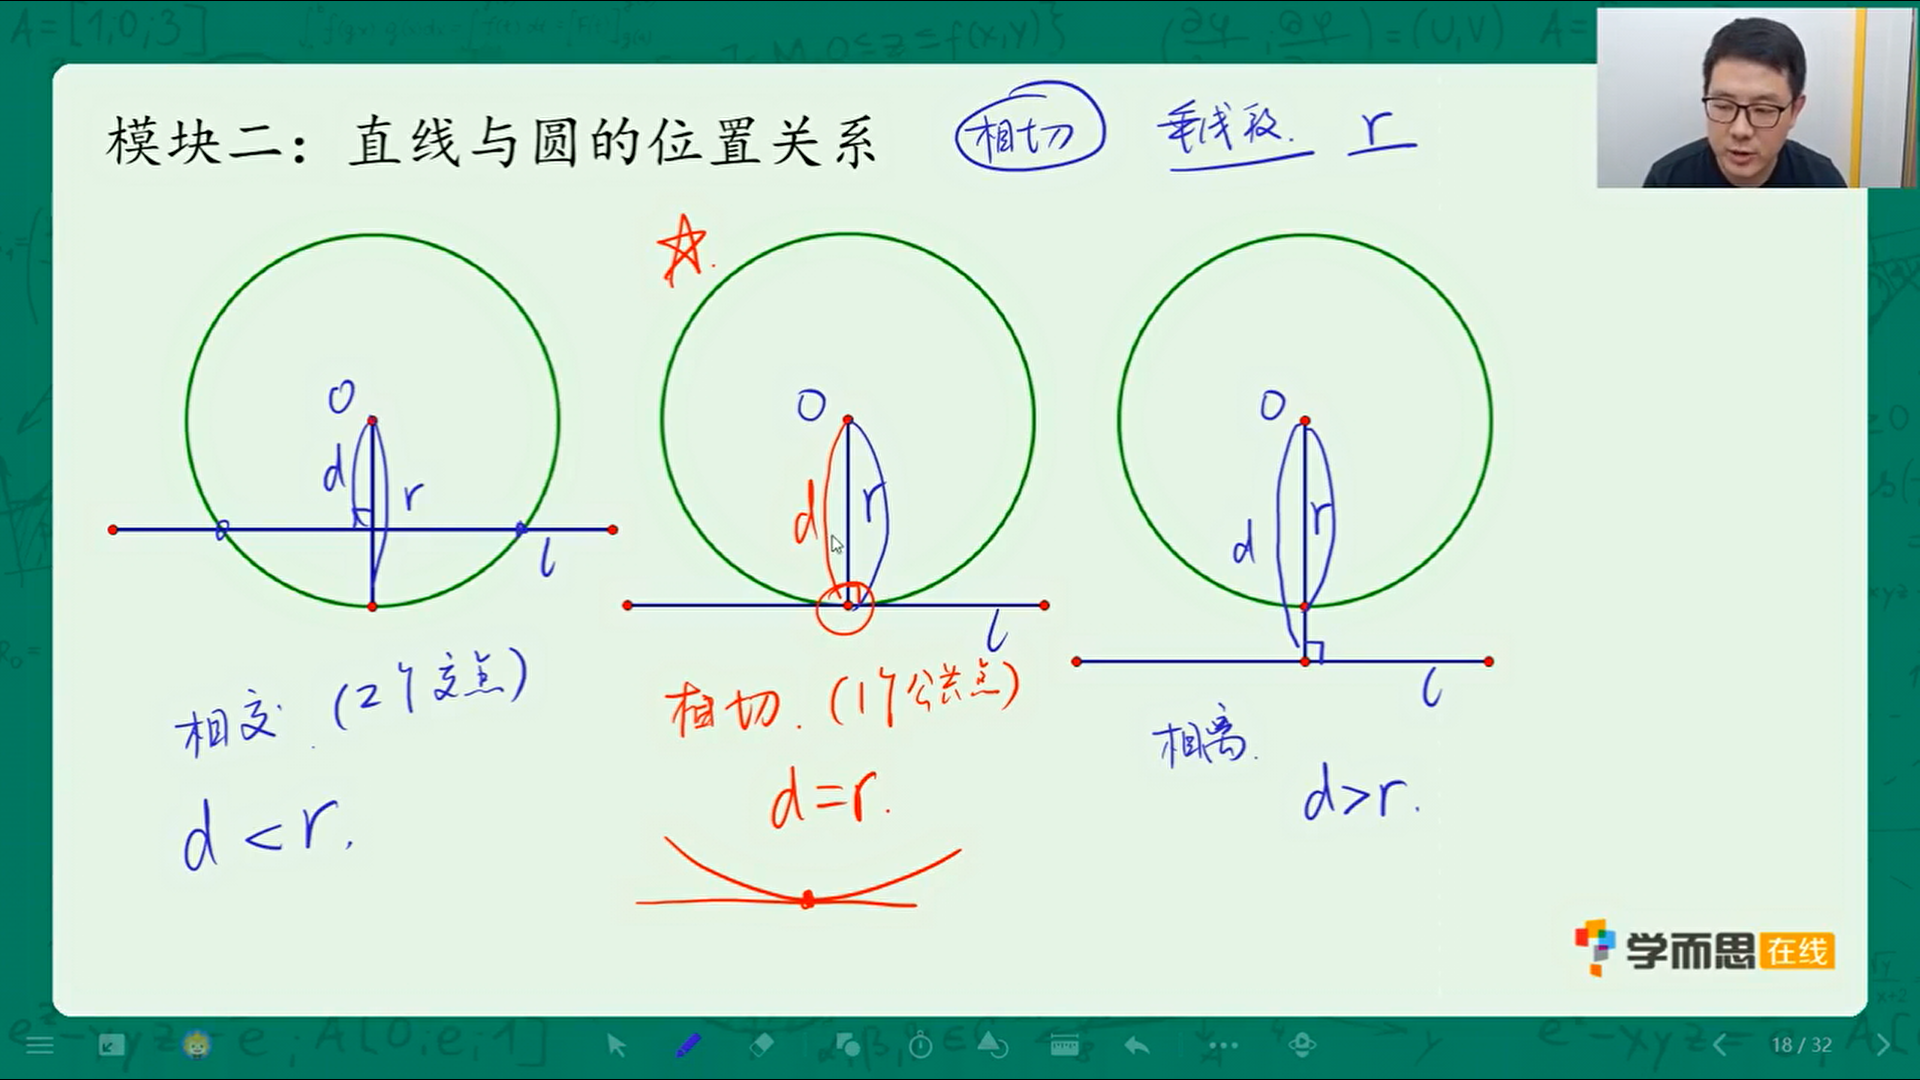 模块二：直线与圆的位置关系
相切 垂线段. r
O
d
r
l
O
d
r
l
O
d
r
l
相交. (2个交点)
d < r.
相切. (1个公共点)
d = r.
相离.
d > r.
学而思在线
18 / 32